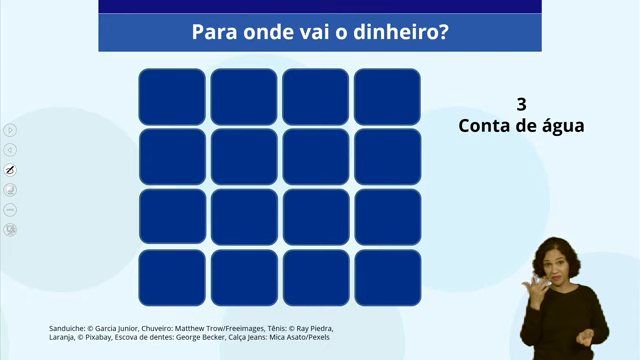 Para onde vai o dinheiro?
3
Conta de água
Sanduiche: © Garcia Junior, Chuveiro: Matthew Trow/Freeimages, Tênis: © Ray Piedra,
Laranja, © Pixabay, Escova de dentes: George Becker, Calça Jeans: Mica Asato/Pexels